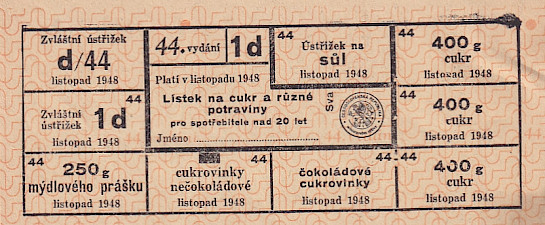 Zvláštní ústřižek
d/44
listopad 1948
44. vydání
1d
Platí v listopadu 1948
44
Ústřižek na
sůl
listopad 1948
44
400 g
cukr
listopad 1948
44
Zvláštní
ústřižek
1d
listopad 1948
Lístek na cukr a různé
potraviny
pro spotřebitele nad 20 let
Jméno
Sva
44
400 g
cukr
listopad 1948
44
250 g
mýdlového prášku
listopad 1948
44
cukrovinky
nečokoládové
listopad 1948
44
čokoládové
cukrovinky
listopad 1948
44
400 g
cukr
listopad 1948